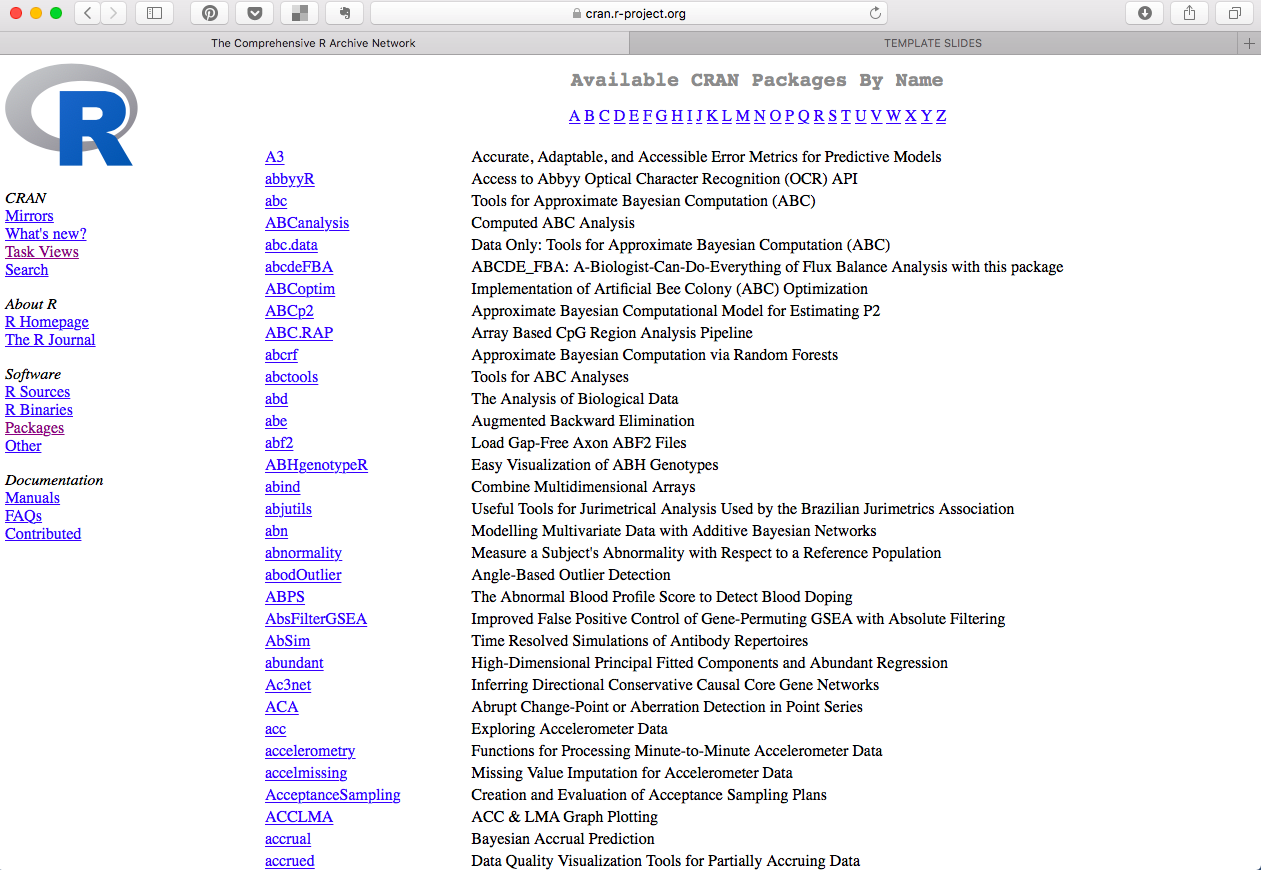 cran.r-project.org
The Comprehensive R Archive Network
TEMPLATE SLIDES
R
CRAN
Mirrors
What's new?
Task Views
Search
About R
R Homepage
The R Journal
Software
R Sources
R Binaries
Packages
Other
Documentation
Manuals
FAQs
Contributed
Available CRAN Packages By Name
A B C D E F G H I J K L M N O P Q R S T U V W X Y Z
A3 Accurate, Adaptable, and Accessible Error Metrics for Predictive Models
abbyyR Access to Abbyy Optical Character Recognition (OCR) API
abc Tools for Approximate Bayesian Computation (ABC)
ABCanalysis Computed ABC Analysis
abc.data Data Only: Tools for Approximate Bayesian Computation (ABC)
abcdeFBA ABCDE_FBA: A-Biologist-Can-Do-Everything of Flux Balance Analysis with this package
ABCoptim Implementation of Artificial Bee Colony (ABC) Optimization
ABCp2 Approximate Bayesian Computational Model for Estimating P2
ABC.RAP Array Based CpG Region Analysis Pipeline
abcrf Approximate Bayesian Computation via Random Forests
abctools Tools for ABC Analyses
abd The Analysis of Biological Data
abe Augmented Backward Elimination
abf2 Load Gap-Free Axon ABF2 Files
ABHgenotypeR Easy Visualization of ABH Genotypes
abind Combine Multidimensional Arrays
abjutils Useful Tools for Jurimetrical Analysis Used by the Brazilian Jurimetrics Association
abn Modelling Multivariate Data with Additive Bayesian Networks
abnormality Measure a Subject's Abnormality with Respect to a Reference Population
abodOutlier Angle-Based Outlier Detection
ABPS The Abnormal Blood Profile Score to Detect Blood Doping
AbsFilterGSEA Improved False Positive Control of Gene-Permuting GSEA with Absolute Filtering
AbSim Time Resolved Simulations of Antibody Repertoires
abundant High-Dimensional Principal Fitted Components and Abundant Regression
Ac3net Inferring Directional Conservative Causal Core Gene Networks
ACA Abrupt Change-Point or Aberration Detection in Point Series
acc Exploring Accelerometer Data
accelerometry Functions for Processing Minute-to-Minute Accelerometer Data
accelmissing Missing Value Imputation for Accelerometer Data
AcceptanceSampling Creation and Evaluation of Acceptance Sampling Plans
ACCLMA ACC & LMA Graph Plotting
accrual Bayesian Accrual Prediction
accrued Data Quality Visualization Tools for Partially Accruing Data